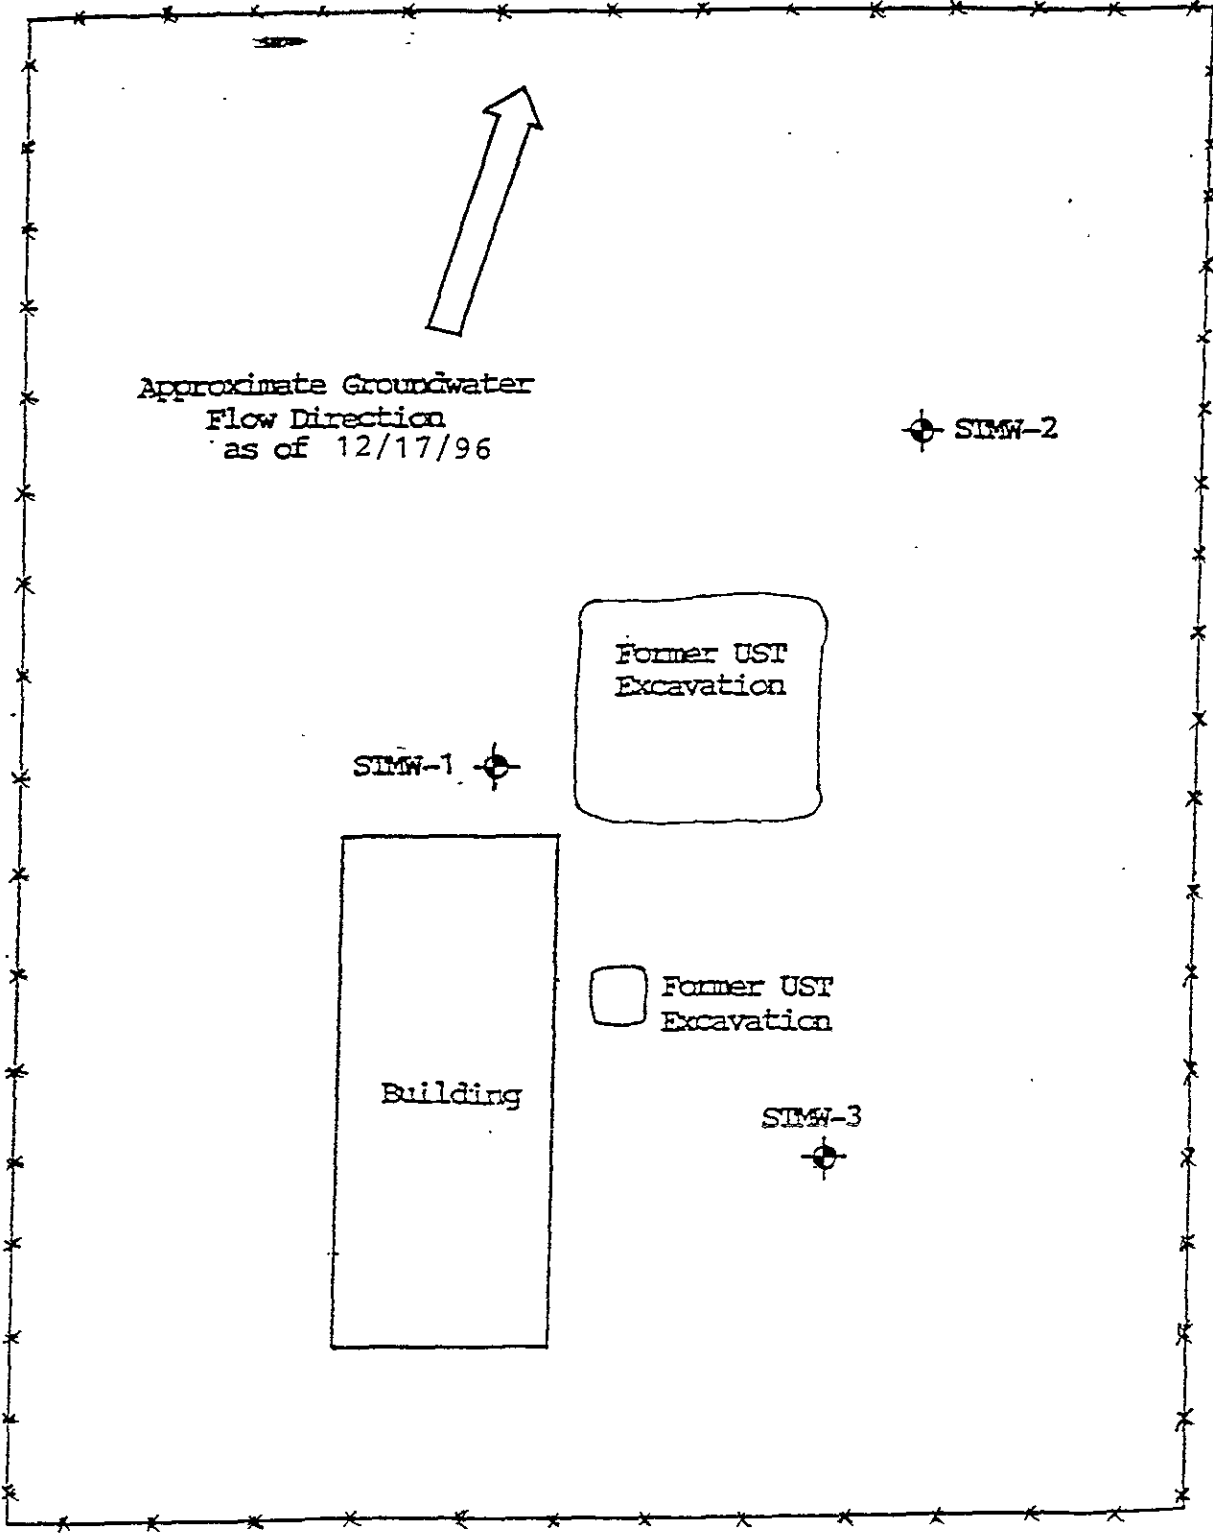 Approximate Groundwater
Flow Direction
as of 12/17/96
STMW-2
Former UST
Excavation
STMW-1
Former UST
Excavation
Building
STMW-3